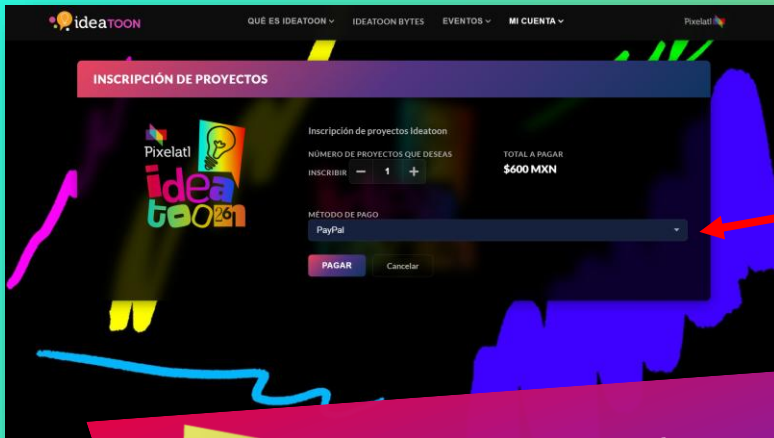 ideaTOON
QUÉ ES IDEATOON
IDEATOON BYTES
EVENTOS
MI CUENTA
Pixelatl
INSCRIPCIÓN DE PROYECTOS
Pixelatl
idea
toon
26
Inscripción de proyectos Ideatoon
NÚMERO DE PROYECTOS QUE DESEAS
INSCRIBIR − 1 +
TOTAL A PAGAR
$600 MXN
MÉTODO DE PAGO
PayPal
PAGAR
Cancelar